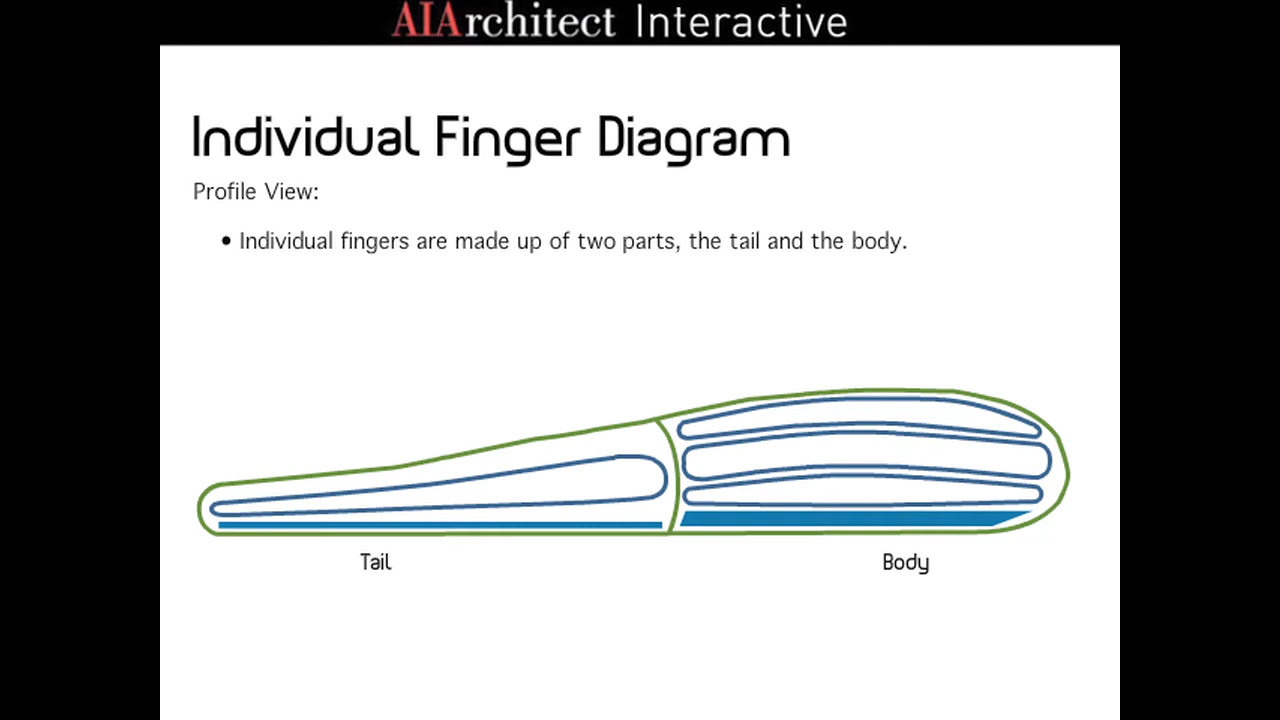 AIArchitect Interactive
Individual Finger Diagram
Profile View:
• Individual fingers are made up of two parts, the tail and the body.
Tail
Body